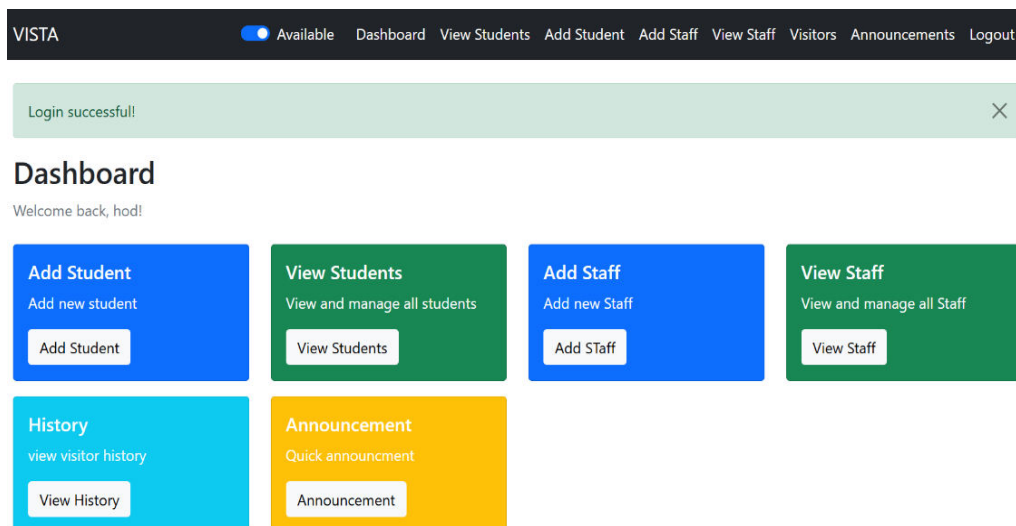 VISTA Available Dashboard View Students Add Student Add Staff View Staff Visitors Announcements Logout
Login successful!
Dashboard
Welcome back, hod!
Add Student
Add new student
Add Student
View Students
View and manage all students
View Students
Add Staff
Add new Staff
Add STaff
View Staff
View and manage all Staff
View Staff
History
view visitor history
View History
Announcement
Quick announcment
Announcement